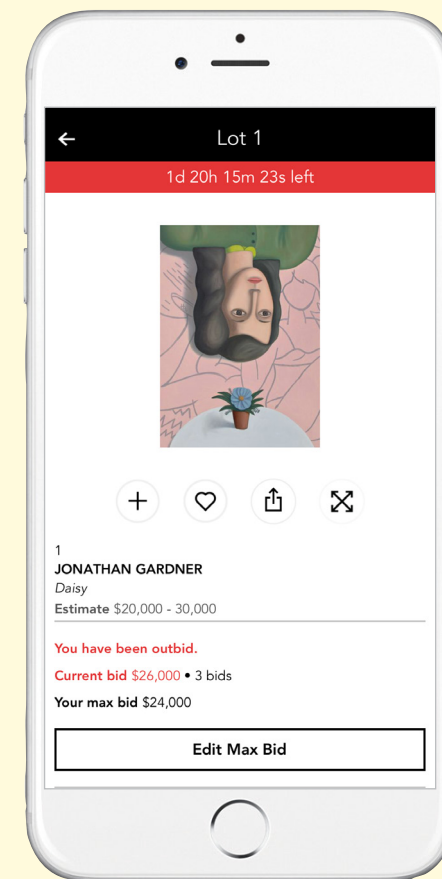 Lot 1
1d 20h 15m 23s left
1
JONATHAN GARDNER
Daisy
Estimate $20,000 - 30,000
You have been outbid.
Current bid $26,000 • 3 bids
Your max bid $24,000
Edit Max Bid